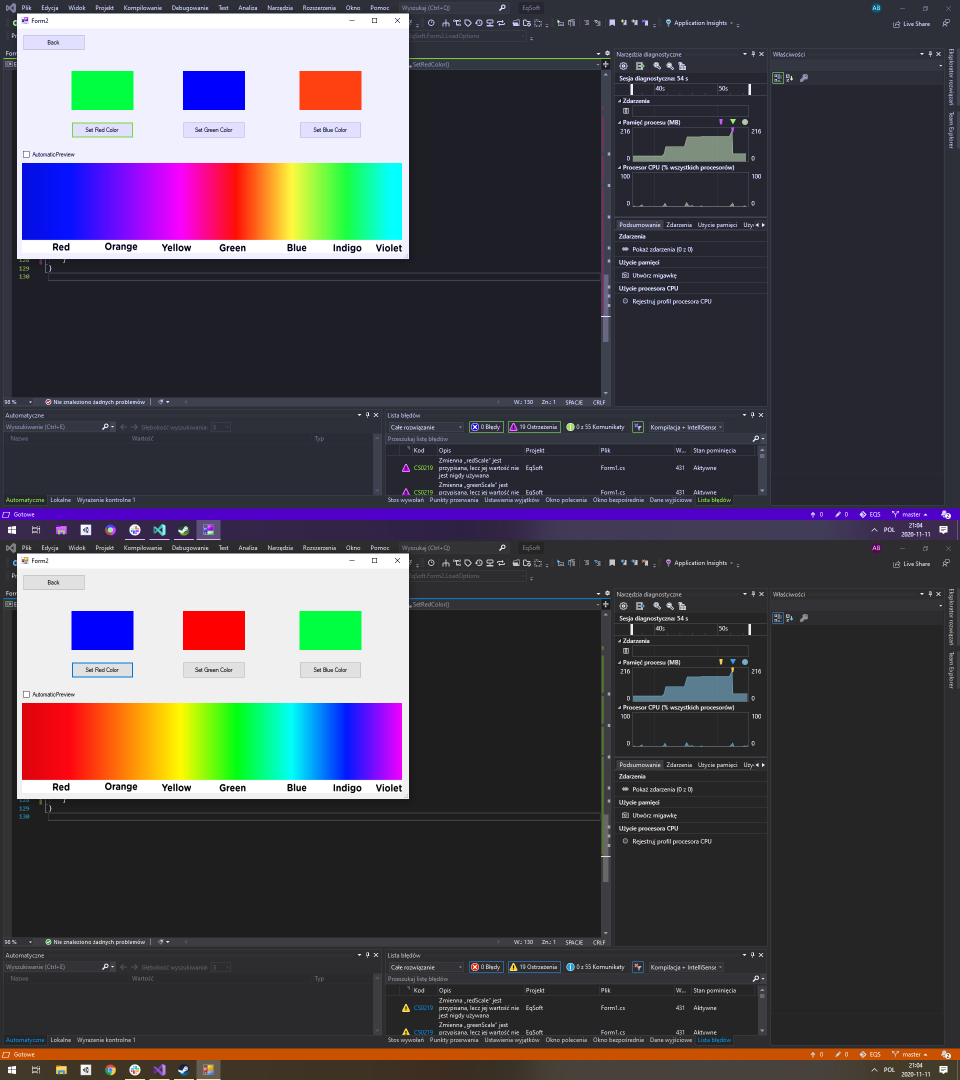 Plik Edycja Widok Projekt Kompilowanie Debugowanie Test Analiza Narzędzia Rozszerzenia Okno Pomoc Wyszukaj (Ctrl+Q) EqSoft AB
Form2
Application Insights
Live Share
Back
EqSoft.Form2.LoadOptions
SetRedColor()
Set Red Color Set Green Color Set Blue Color
AutomaticPreview
Red Orange Yellow Green Blue Indigo Violet
129 }
130
Narzędzia diagnostyczne
Sesja diagnostyczna: 54 s
40s 50s
Zdarzenia
Pamięć procesu (MB)
216 216
0 0
Procesor CPU (% wszystkich procesorów)
100 100
0 0
Podsumowanie Zdarzenia Użycie pamięci Uży
Zdarzenia
Pokaż zdarzenia (0 z 0)
Użycie pamięci
Utwórz migawkę
Użycie procesora CPU
Rejestruj profil procesora CPU
Właściwości
Eksplorator rozwiązań
Team Explorer
98 % Nie znaleziono żadnych problemów W.: 130 Zn.: 1 SPACJE CRLF
Automatyczne
Wyszukiwanie (Ctrl+E) Głębokość wyszukiwania: 3
Nazwa Wartość Typ
Automatyczne Lokalne Wyrażenie kontrolne 1
Lista błędów
Całe rozwiązanie 0 Błędy 19 Ostrzeżenia 0 z 55 Komunikaty Kompilacja + IntelliSense
Przeszukaj listę błędów
Kod Opis Projekt Plik W... Stan pominięcia
CS0219 Zmienna „redScale” jest przypisana, lecz jej wartość nie jest nigdy używana EqSoft Form1.cs 431 Aktywne
CS0219 Zmienna „greenScale” jest przypisana, lecz jej wartość nie EqSoft Form1.cs 431 Aktywne
Stos wywołań Punkty przerwania Ustawienia wyjątków Okno polecenia Okno bezpośrednie Dane wyjściowe Lista błędów
Gotowe 0 0 EQS master 2
POL 21:04
2020-11-11
Plik Edycja Widok Projekt Kompilowanie Debugowanie Test Analiza Narzędzia Rozszerzenia Okno Pomoc Wyszukaj (Ctrl+Q) EqSoft AB
Form2
Application Insights
Live Share
Back
EqSoft.Form2.LoadOptions
SetRedColor()
Set Red Color Set Green Color Set Blue Color
AutomaticPreview
Red Orange Yellow Green Blue Indigo Violet
129 }
130
Narzędzia diagnostyczne
Sesja diagnostyczna: 54 s
40s 50s
Zdarzenia
Pamięć procesu (MB)
216 216
0 0
Procesor CPU (% wszystkich procesorów)
100 100
0 0
Podsumowanie Zdarzenia Użycie pamięci Uży
Zdarzenia
Pokaż zdarzenia (0 z 0)
Użycie pamięci
Utwórz migawkę
Użycie procesora CPU
Rejestruj profil procesora CPU
Właściwości
Eksplorator rozwiązań
Team Explorer
98 % Nie znaleziono żadnych problemów W.: 130 Zn.: 1 SPACJE CRLF
Automatyczne
Wyszukiwanie (Ctrl+E) Głębokość wyszukiwania: 3
Nazwa Wartość Typ
Automatyczne Lokalne Wyrażenie kontrolne 1
Lista błędów
Całe rozwiązanie 0 Błędy 19 Ostrzeżenia 0 z 55 Komunikaty Kompilacja + IntelliSense
Przeszukaj listę błędów
Kod Opis Projekt Plik W... Stan pominięcia
CS0219 Zmienna „redScale” jest przypisana, lecz jej wartość nie jest nigdy używana EqSoft Form1.cs 431 Aktywne
CS0219 Zmienna „greenScale” jest przypisana, lecz jej wartość nie EqSoft Form1.cs 431 Aktywne
Stos wywołań Punkty przerwania Ustawienia wyjątków Okno polecenia Okno bezpośrednie Dane wyjściowe Lista błędów
Gotowe 0 0 EQS master 2
POL 21:04
2020-11-11